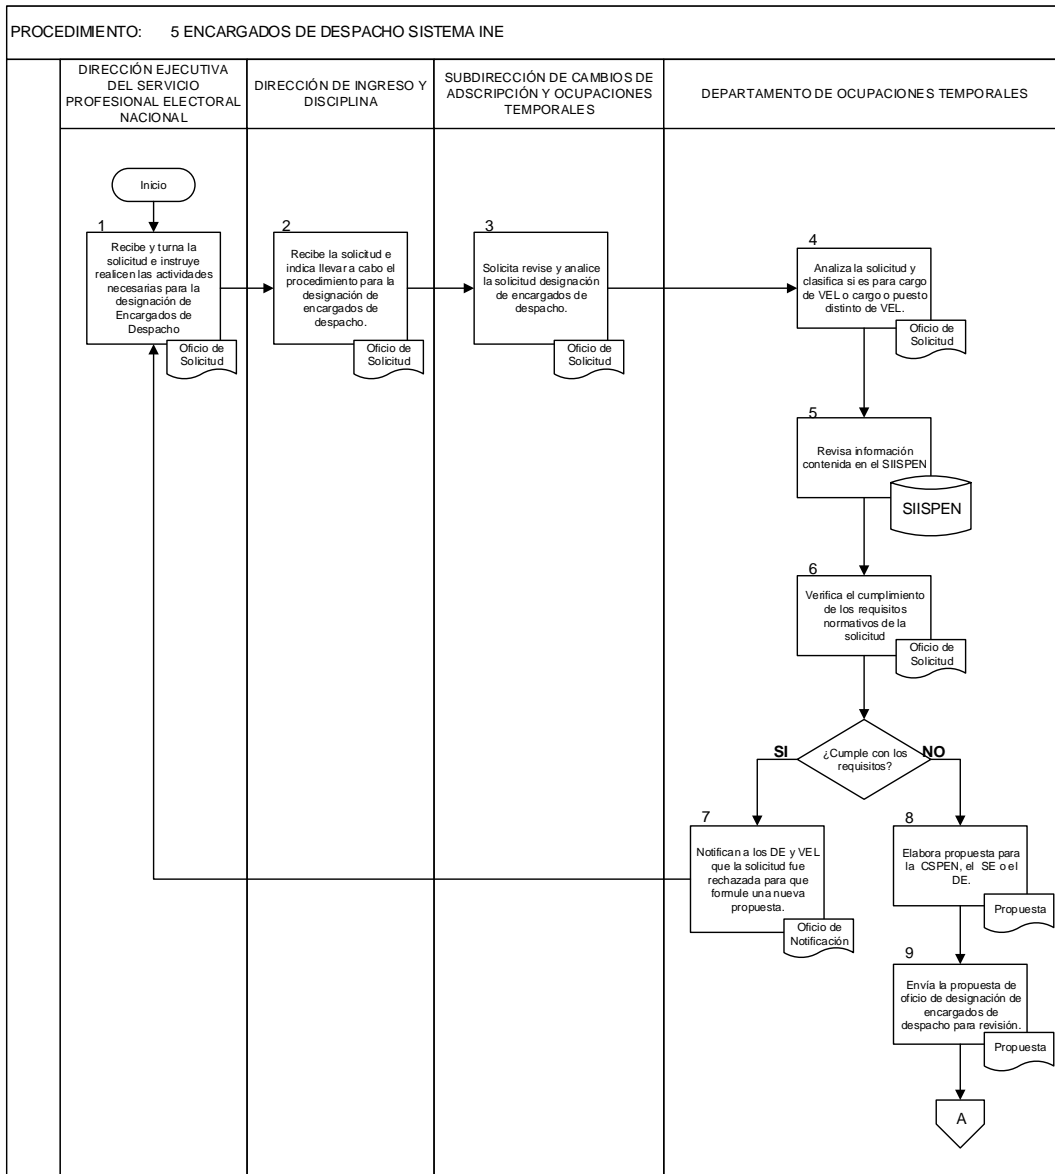 PROCEDIMIENTO: 5 ENCARGADOS DE DESPACHO SISTEMA INE
DIRECCIÓN EJECUTIVA
DEL SERVICIO
PROFESIONAL ELECTORAL
NACIONAL
DIRECCIÓN DE INGRESO Y
DISCIPLINA
SUBDIRECCIÓN DE CAMBIOS DE
ADSCRIPCIÓN Y OCUPACIONES
TEMPORALES
DEPARTAMENTO DE OCUPACIONES TEMPORALES
Inicio
1
Recibe y turna la
solicitud e instruye
realicen las actividades
necesarias para la
designación de
Encargados de
Despacho
Oficio de
Solicitud
2
Recibe la solicitud e
indica llevar a cabo el
procedimiento para la
designación de
encargados de
despacho.
Oficio de
Solicitud
3
Solicita revise y analice
la solicitud designación
de encargados de
despacho.
Oficio de
Solicitud
4
Analiza la solicitud y
clasifica si es para cargo
de VEL o cargo o puesto
distinto de VEL.
Oficio de
Solicitud
5
Revisa información
contenida en el SIISPEN
SIISPEN
6
Verifica el cumplimiento
de los requisitos
normativos de la
solicitud
Oficio de
Solicitud
¿Cumple con los
requisitos?
SI
NO
7
Notifican a los DE y VEL
que la solicitud fue
rechazada para que
formule una nueva
propuesta.
Oficio de
Notificación
8
Elabora propuesta para
la CSPEN, el SE o el
DE.
Propuesta
9
Envía la propuesta de
oficio de designación de
encargados de
despacho para revisión.
Propuesta
A